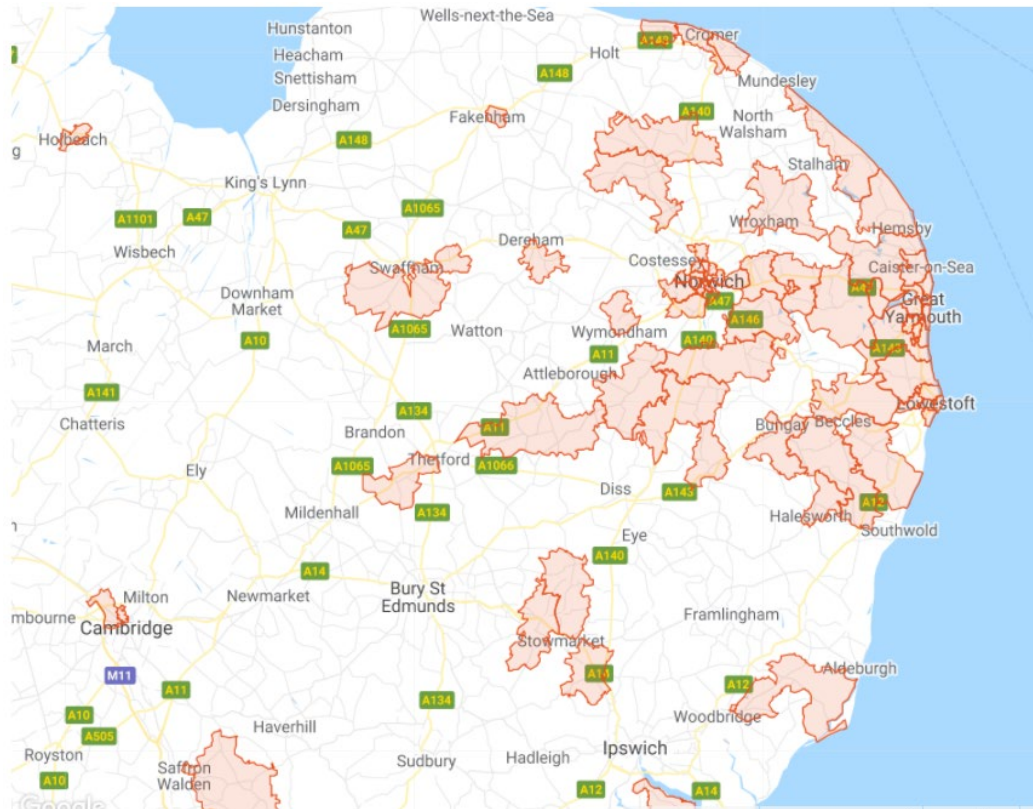 Wells-next-the-Sea
Hunstanton
Cromer
A148
Holt
Heacham
Snettisham
A148
Mundesley
Dersingham
A140
Fakenham
North
Walsham
Holbeach
A148
g
Stalham
King's Lynn
A1065
A1101
A47
Wroxham
A47
Hemsby
Dereham
Wisbech
Costessey
Swaffham
Caister-on-Sea
Norwich
A47
Downham
Market
A47
Great
Yarmouth
A146
A1065
Watton
Wymondham
A10
A140
March
A11
A143
Attleborough
A141
Lowestoft
A134
Chatteris
Bungay
Beccles
Brandon
A11
Thetford
A1065
A1066
Ely
Diss
A143
A12
Mildenhall
A134
Halesworth
Southwold
Eye
A140
A14
Bury St
Edmunds
Milton
Newmarket
Framlingham
mbourne
Cambridge
Stowmarket
Aldeburgh
M11
A14
A12
A11
A134
A10
Woodbridge
Haverhill
A505
Ipswich
Royston
Hadleigh
Sudbury
Saffron
Walden
A10
A12
A14
Google